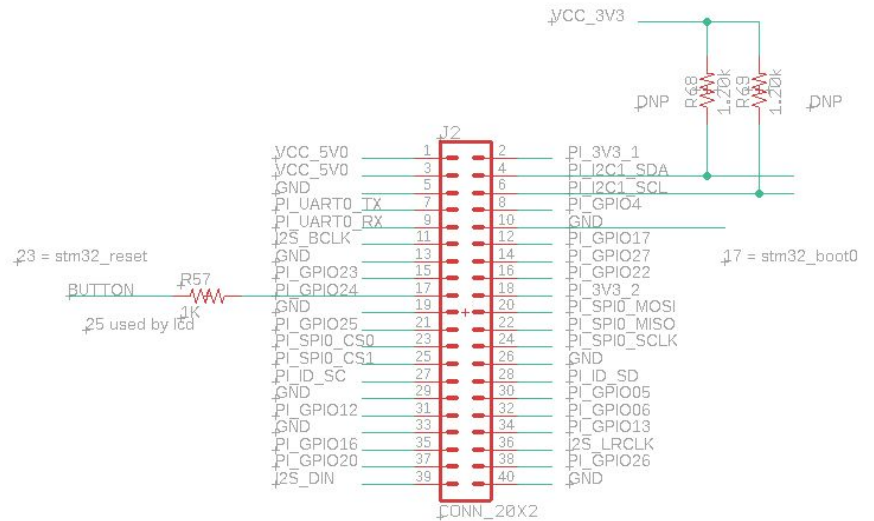 VCC_3V3
R68
1.20k
R69
1.20k
DNP
DNP
J2
VCC_5V0 1 2 PI_3V3_1
VCC_5V0 3 4 PI_I2C1_SDA
GND 5 6 PI_I2C1_SCL
PI_UART0_TX 7 8 PI_GPIO4
PI_UART0_RX 9 10 GND
I2S_BCLK 11 12 PI_GPIO17
GND 13 14 PI_GPIO27
PI_GPIO23 15 16 PI_GPIO22
PI_GPIO24 17 18 PI_3V3_2
GND 19 20 PI_SPI0_MOSI
PI_GPIO25 21 22 PI_SPI0_MISO
PI_SPI0_CS0 23 24 PI_SPI0_SCLK
PI_SPI0_CS1 25 26 GND
PI_ID_SC 27 28 PI_ID_SD
GND 29 30 PI_GPIO05
PI_GPIO12 31 32 PI_GPIO06
GND 33 34 PI_GPIO13
PI_GPIO16 35 36 I2S_LRCLK
PI_GPIO20 37 38 PI_GPIO26
I2S_DIN 39 40 GND
CONN_20X2
23 = stm32_reset
BUTTON
R57
1K
25 used by lcd
17 = stm32_boot0